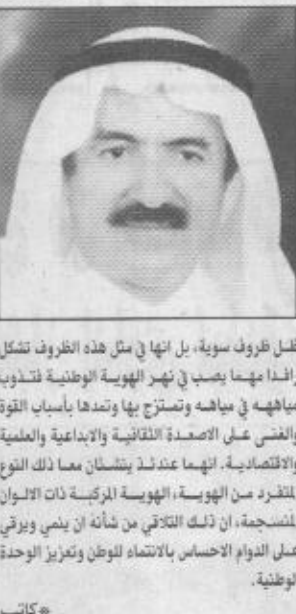 ظل ظروف سوية، بل انها في مثل هذه الظروف تشكل
رافدا مهما يصب في نهر الهوية الوطنية فتذوب
مياهه في مياهه وتمتزج بها وتمدها بأسباب القوة
والغنى على الاصعدة الثقافية والابداعية والعلمية
والاقتصادية. انهما عندئذ ينشئان معا ذلك النوع
المتفرد من الهوية، الهوية المركبة ذات الالوان
المنسجمة، ان ذلك التلاقي من شأنه ان ينمي ويرقي
على الدوام الاحساس بالانتماء للوطن وتعزيز الوحدة
الوطنية.
*كاتب